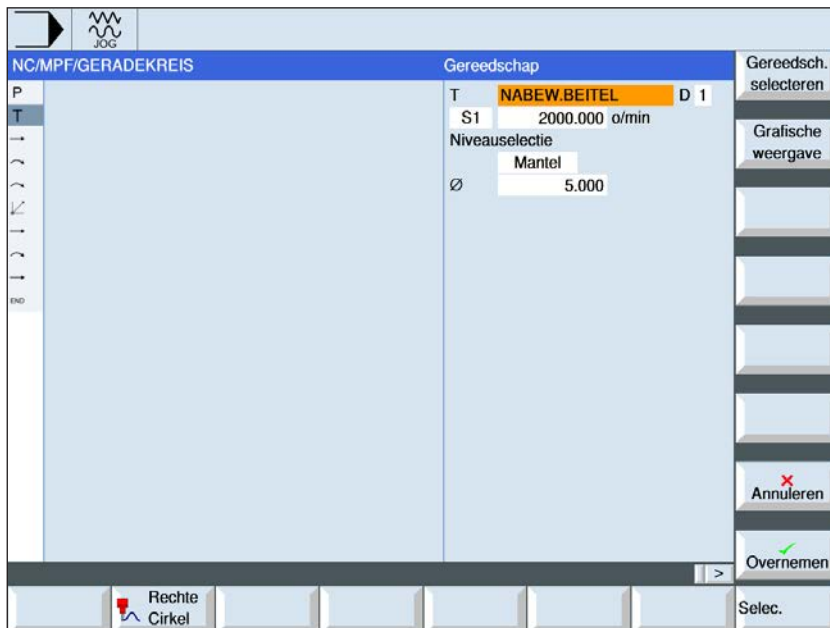 JOG
NC/MPF/GERADEKREIS
Gereedschap
Gereedsch.
selecteren
P
T
END
T NABEW.BEITEL D 1
S1 2000.000 o/min
Niveauselectie
Mantel
Ø 5.000
Grafische
weergave
Annuleren
Overnemen
>
Rechte
Cirkel
Selec.